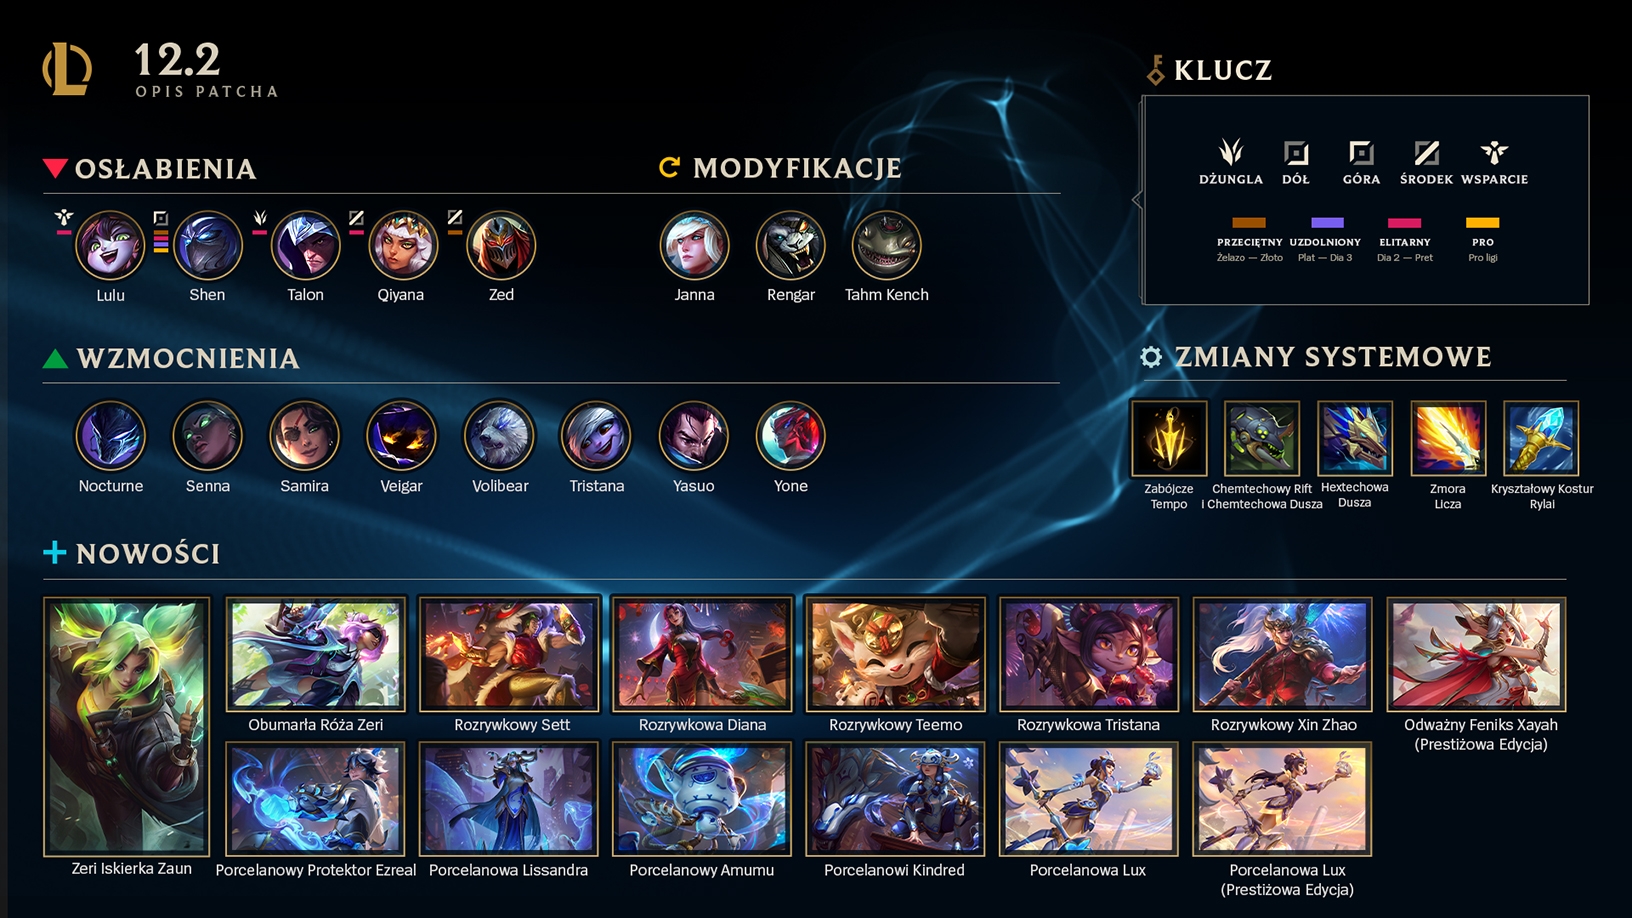 12.2
OPIS PATCHA
OSŁABIENIA
Lulu
Shen
Talon
Qiyana
Zed
MODYFIKACJE
Janna
Rengar
Tahm Kench
KLUCZ
DŻUNGLA
DÓŁ
GÓRA
ŚRODEK
WSPARCIE
PRZECIĘTNY
Żelazo — Złoto
UZDOLNIONY
Plat — Dia 3
ELITARNY
Dia 2 — Pret
PRO
Pro ligi
WZMOCNIENIA
Nocturne
Senna
Samira
Veigar
Volibear
Tristana
Yasuo
Yone
ZMIANY SYSTEMOWE
Zabójcze
Tempo
Chemtechowy Rift
i Chemtechowa Dusza
Hextechowa
Dusza
Zmora
Licza
Kryształowy Kostur
Rylai
NOWOŚCI
Zeri Iskierka Zaun
Obumarła Róża Zeri
Rozrywkowy Sett
Rozrywkowa Diana
Rozrywkowy Teemo
Rozrywkowa Tristana
Rozrywkowy Xin Zhao
Odważny Feniks Xayah
(Prestiżowa Edycja)
Porcelanowy Protektor Ezreal
Porcelanowa Lissandra
Porcelanowy Amumu
Porcelanowi Kindred
Porcelanowa Lux
Porcelanowa Lux
(Prestiżowa Edycja)